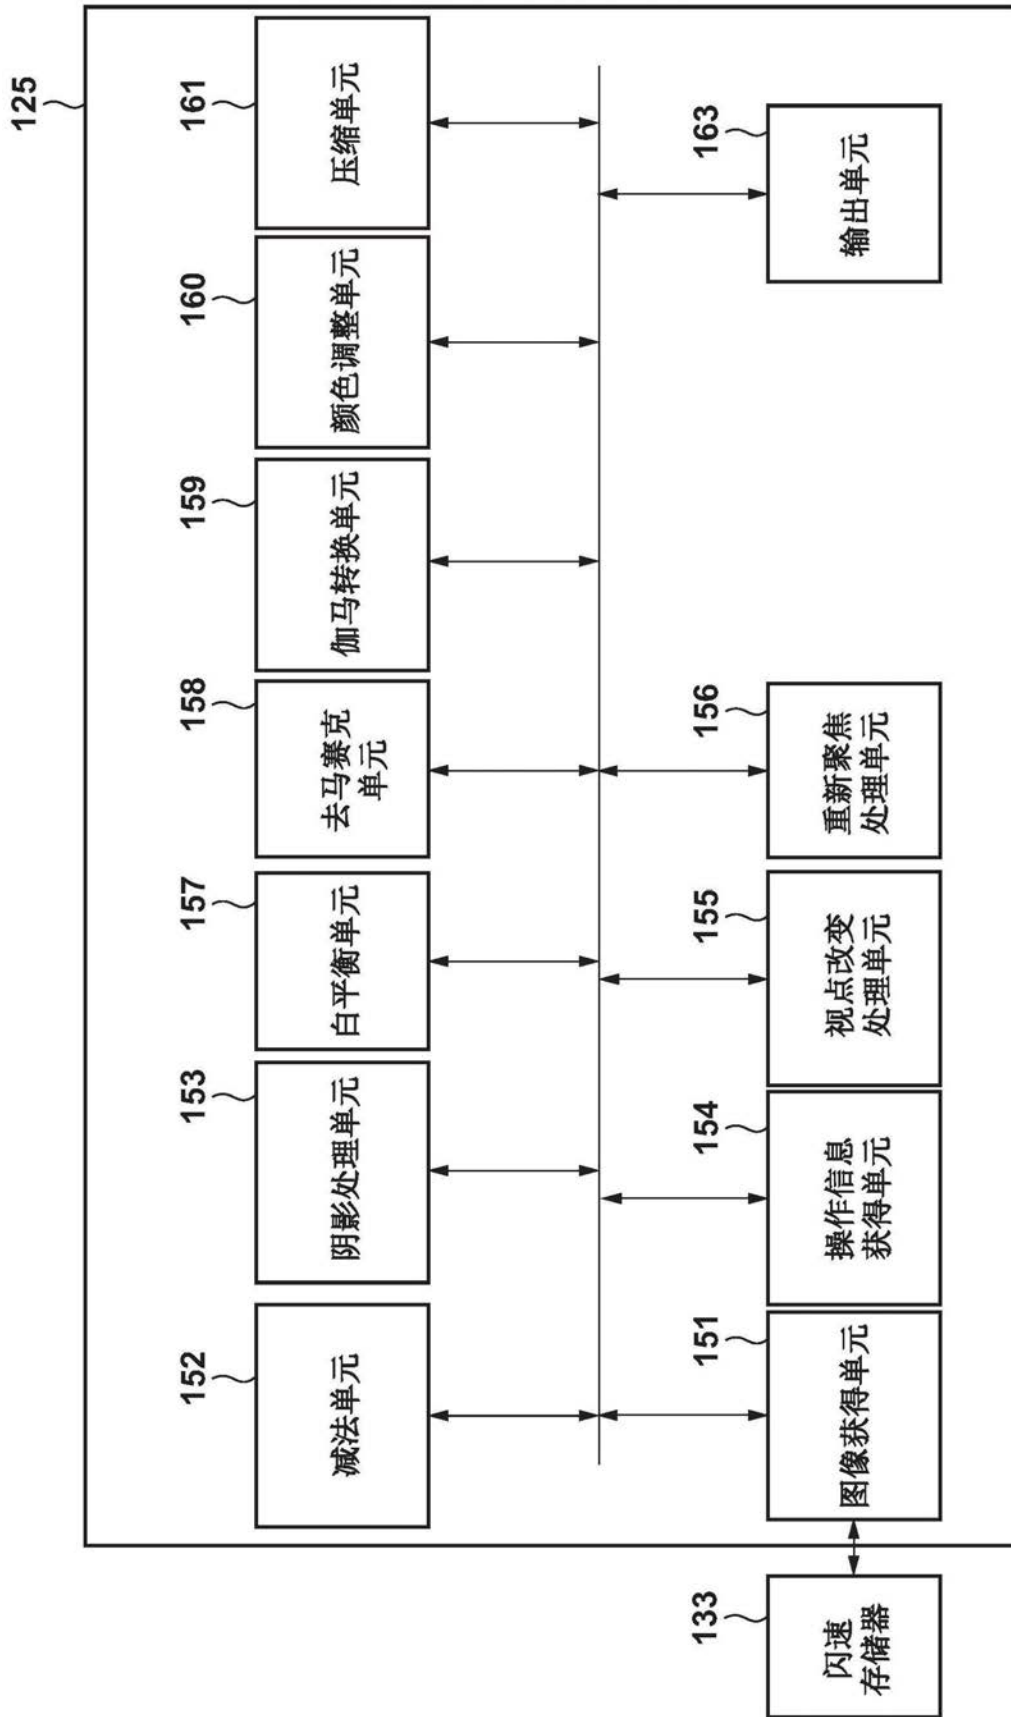 125
152
减法单元
153
阴影处理单元
157
白平衡单元
158
去马赛克
单元
159
伽马转换单元
160
颜色调整单元
161
压缩单元
133
闪速
存储器
151
图像获得单元
154
操作信息
获得单元
155
视点改变
处理单元
156
重新聚焦
处理单元
163
输出单元